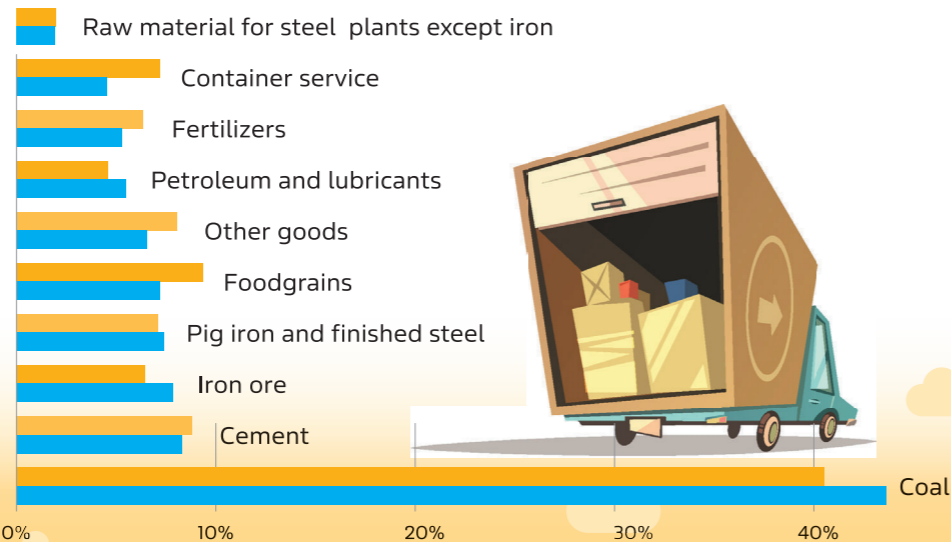 Raw material for steel plants except iron
Container service
Fertilizers
Petroleum and lubricants
Other goods
Foodgrains
Pig iron and finished steel
Iron ore
Cement
Coal
0% 10% 20% 30% 40%